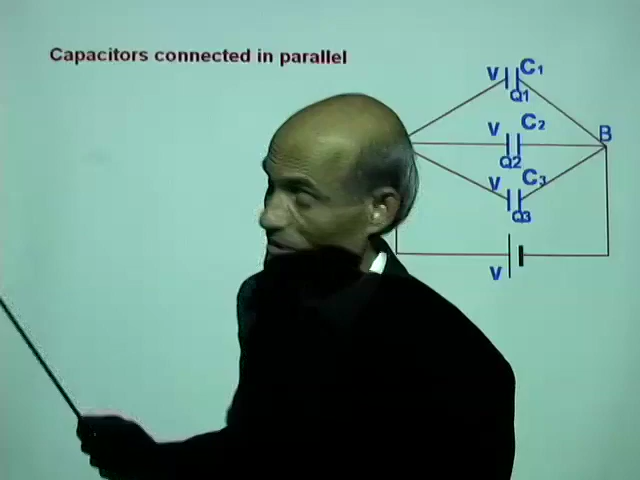 Capacitors connected in parallel
V C1
Q1
V C2 B
Q2
V C3
Q3
V